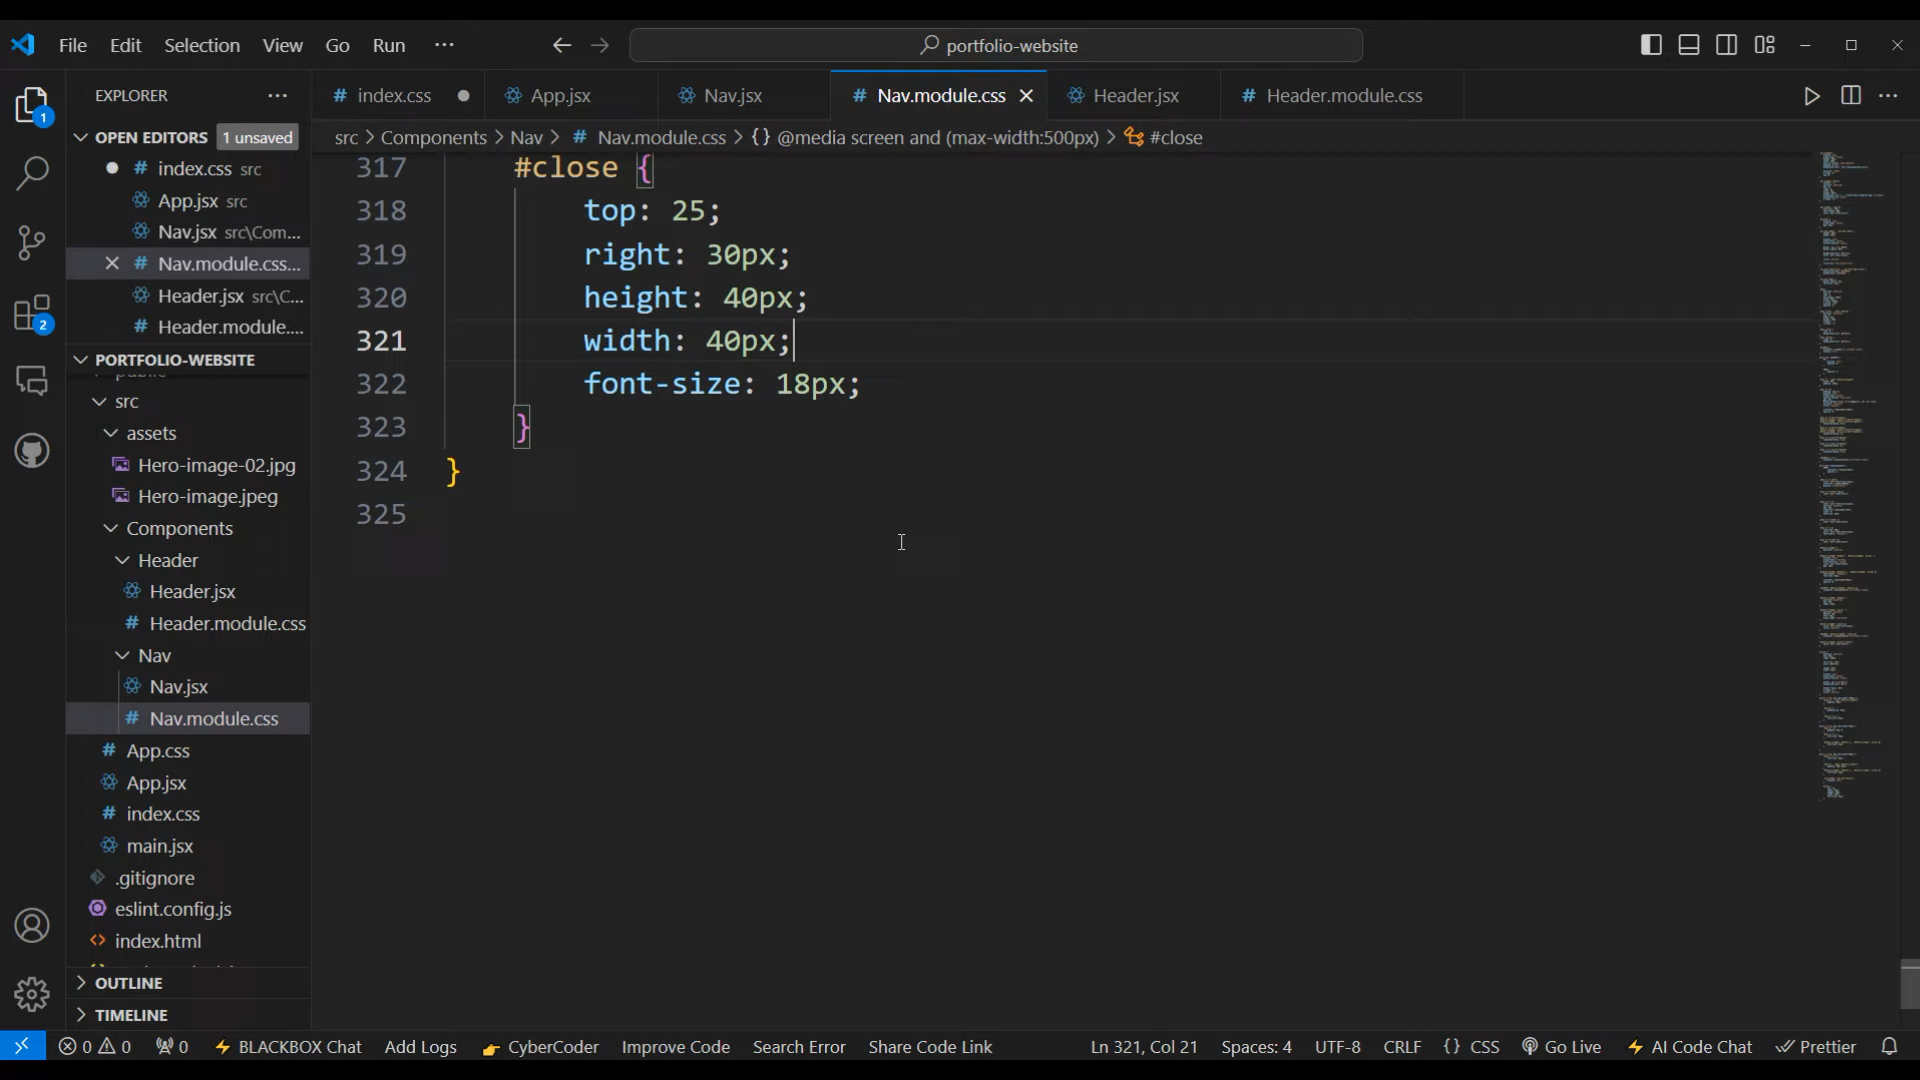 File Edit Selection View Go Run ··· portfolio-website
EXPLORER ···
index.css App.jsx Nav.jsx Nav.module.css Header.jsx Header.module.css
src > Components > Nav > # Nav.module.css > {} @media screen and (max-width:500px) > #close
OPEN EDITORS 1 unsaved
# index.css src
App.jsx src
Nav.jsx src\Com...
# Nav.module.css...
Header.jsx src\C...
# Header.module....
PORTFOLIO-WEBSITE
src
assets
Hero-image-02.jpg
Hero-image.jpeg
Components
Header
Header.jsx
# Header.module.css
Nav
Nav.jsx
# Nav.module.css
# App.css
App.jsx
# index.css
main.jsx
.gitignore
eslint.config.js
<> index.html
OUTLINE
TIMELINE
317 #close {
318 top: 25;
319 right: 30px;
320 height: 40px;
321 width: 40px;
322 font-size: 18px;
323 }
324 }
325
1
2
0 0 0 BLACKBOX Chat Add Logs CyberCoder Improve Code Search Error Share Code Link Ln 321, Col 21 Spaces: 4 UTF-8 CRLF {} CSS Go Live AI Code Chat Prettier